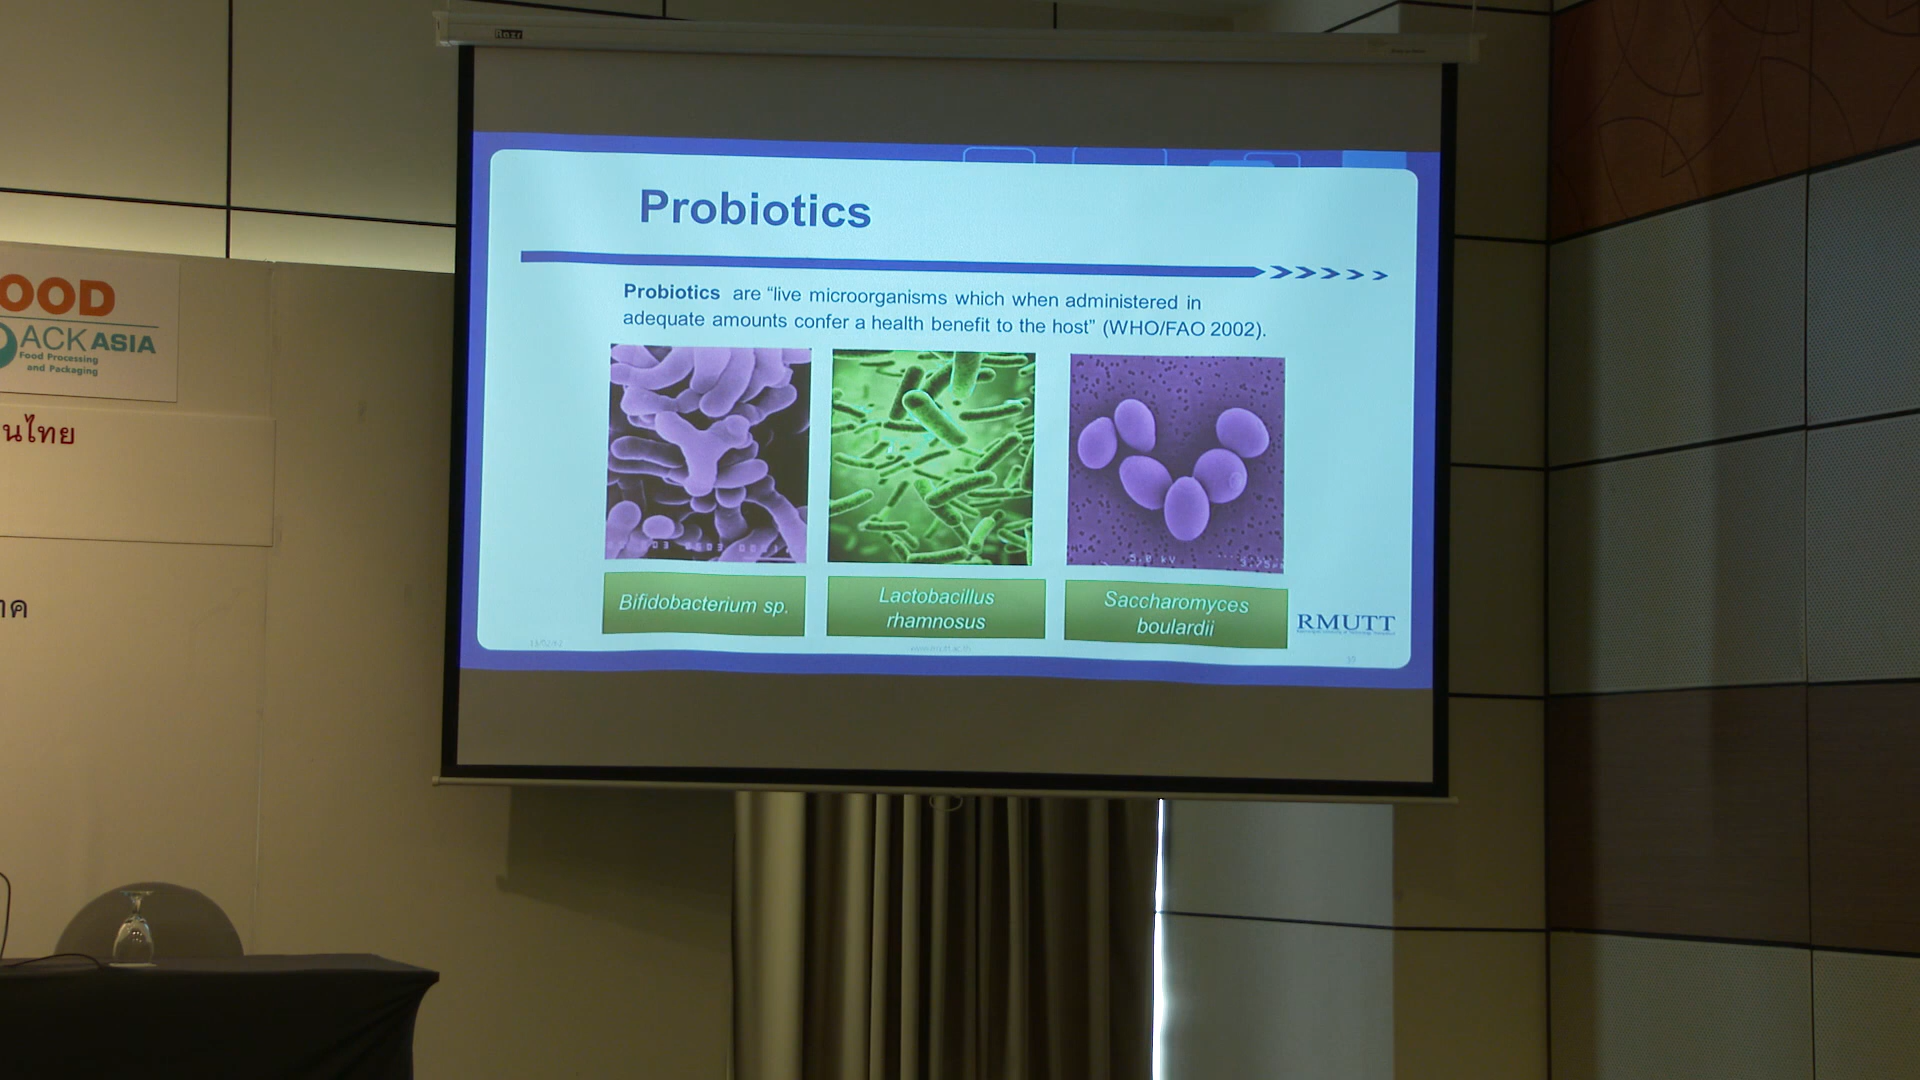 Probiotics
Probiotics are “live microorganisms which when administered in
adequate amounts confer a health benefit to the host” (WHO/FAO 2002).
Bifidobacterium sp.
Lactobacillus
rhamnosus
Saccharomyces
boulardii
RMUTT
OOD
ACK ASIA
Food Processing
and Packaging
นไทย
าค